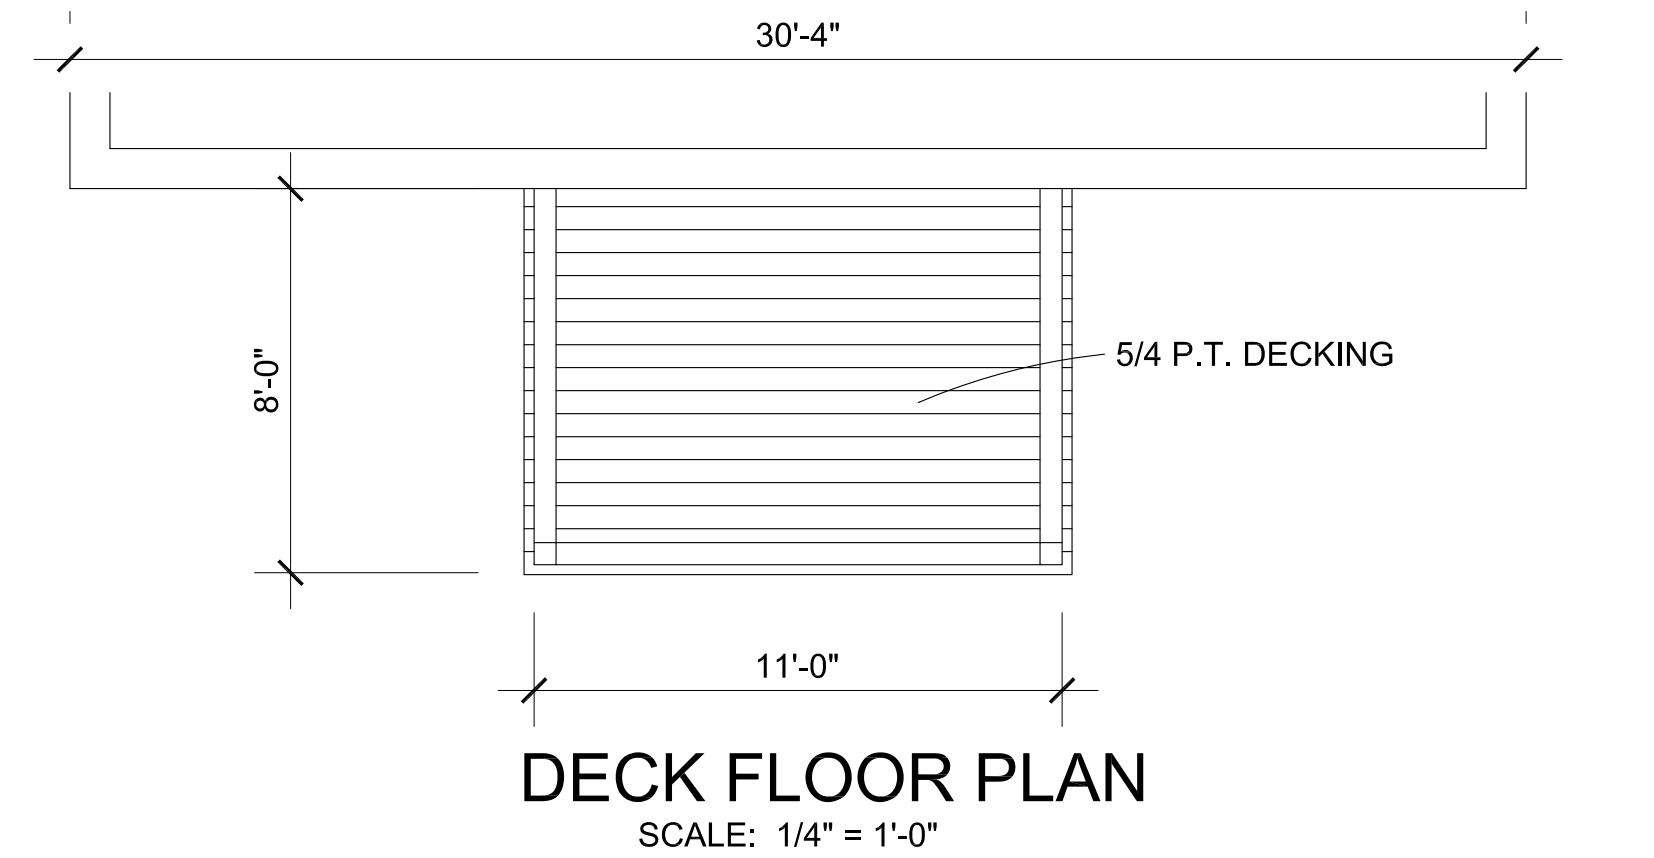 30'-4"
8'-0"
5/4 P.T. DECKING
11'-0"
DECK FLOOR PLAN
SCALE: 1/4" = 1'-0"